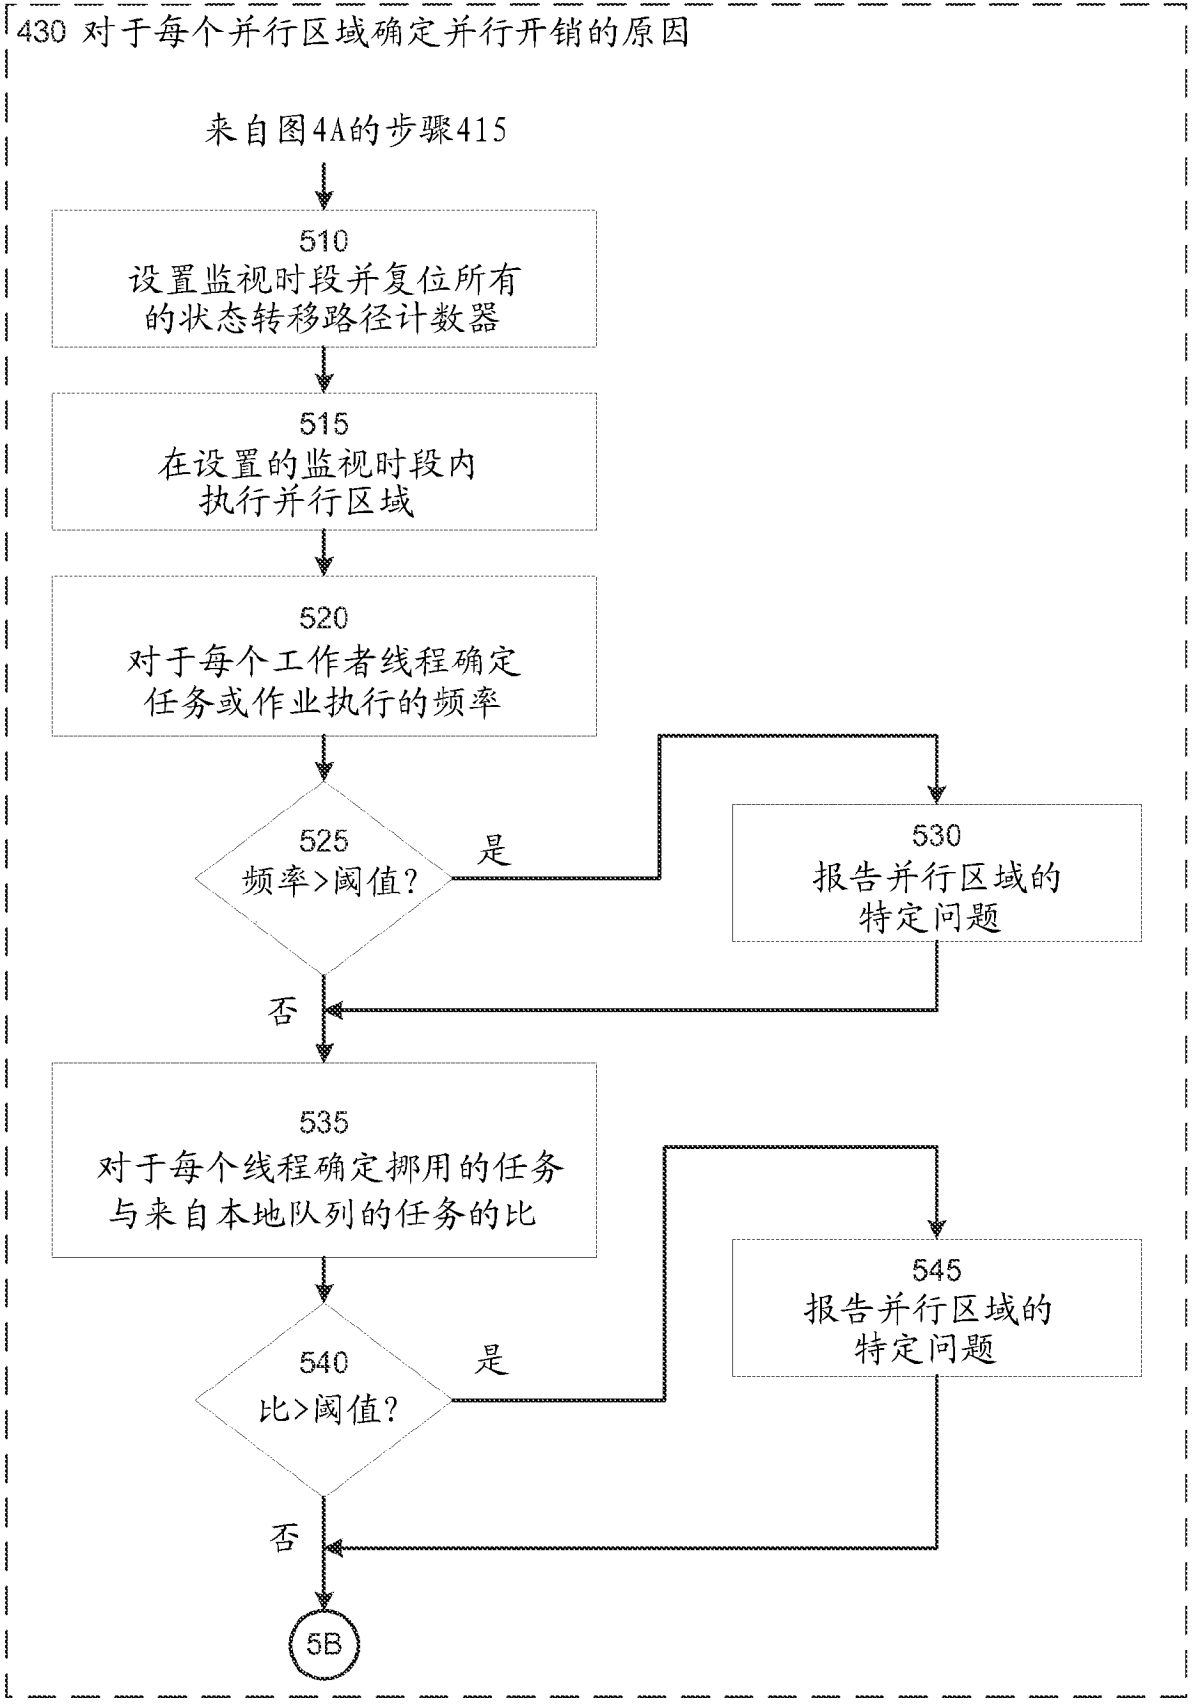 430 对于每个并行区域确定并行开销的原因
来自图4A的步骤415
510
设置监视时段并复位所有
的状态转移路径计数器
515
在设置的监视时段内
执行并行区域
520
对于每个工作者线程确定
任务或作业执行的频率
525
频率>阈值?
是
530
报告并行区域的
特定问题
否
535
对于每个线程确定挪用的任务
与来自本地队列的任务的比
540
比>阈值?
是
545
报告并行区域的
特定问题
否
5B